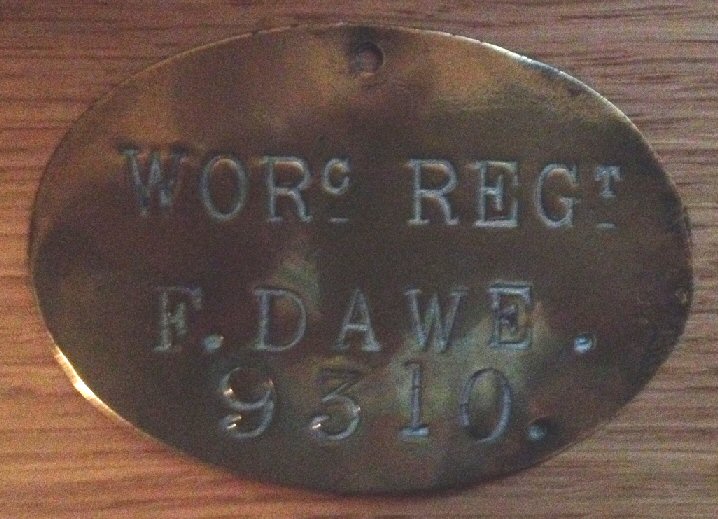 WORC REGT
F. DAWE.
9310.